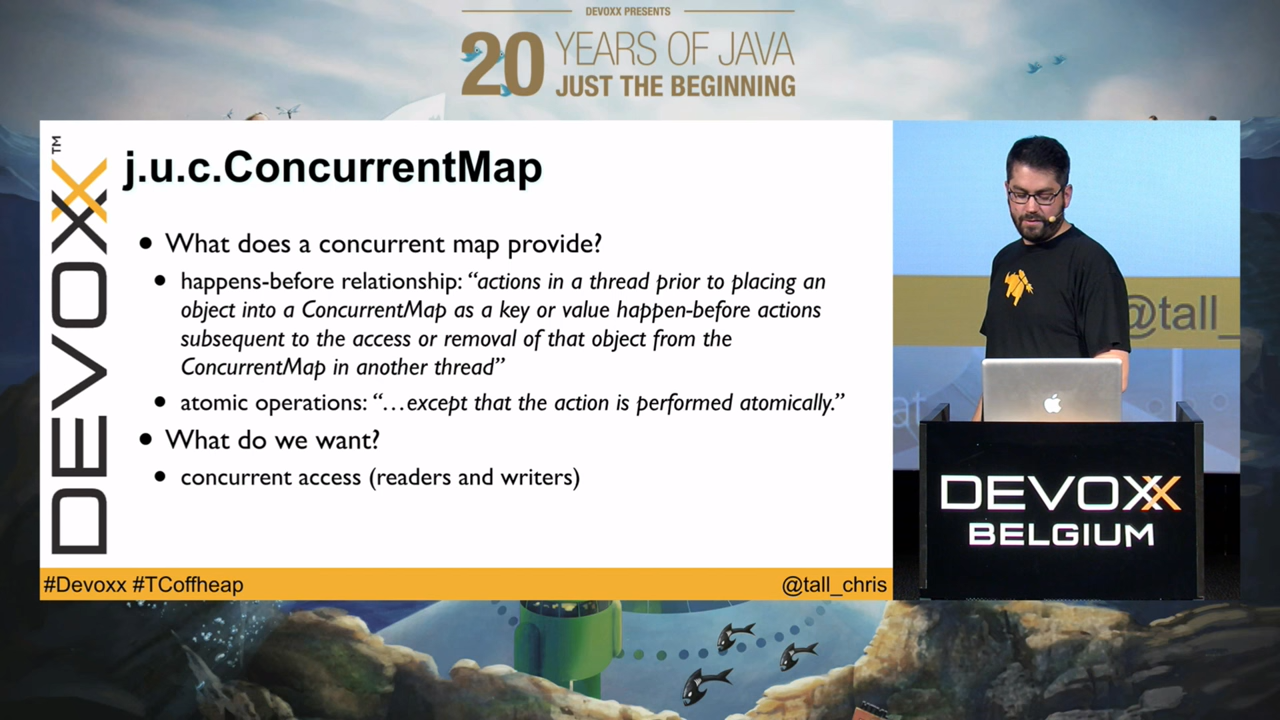 DEVOXX PRESENTS
20 YEARS OF JAVA
JUST THE BEGINNING
DEVOXX™
j.u.c.ConcurrentMap
• What does a concurrent map provide?
• happens-before relationship: “actions in a thread prior to placing an
object into a ConcurrentMap as a key or value happen-before actions
subsequent to the access or removal of that object from the
ConcurrentMap in another thread”
• atomic operations: “…except that the action is performed atomically.”
• What do we want?
• concurrent access (readers and writers)
#Devoxx #TCoffheap
@tall_chris
@tall_
DEVOXX
BELGIUM